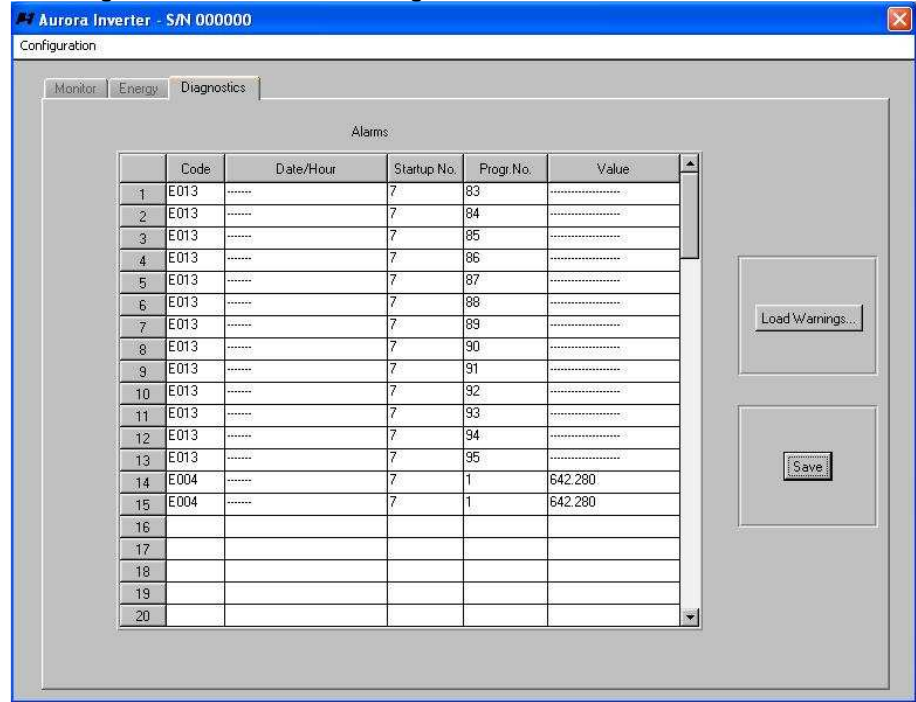 Aurora Inverter - S/N 000000
Configuration
Monitor Energy Diagnostics
Alarms
Code Date/Hour Startup No. Progr.No. Value
1 E013 ------- 7 83 --------------------
2 E013 ------- 7 84 --------------------
3 E013 ------- 7 85 --------------------
4 E013 ------- 7 86 --------------------
5 E013 ------- 7 87 --------------------
6 E013 ------- 7 88 --------------------
7 E013 ------- 7 89 --------------------
Load Warnings...
8 E013 ------- 7 90 --------------------
9 E013 ------- 7 91 --------------------
10 E013 ------- 7 92 --------------------
11 E013 ------- 7 93 --------------------
12 E013 ------- 7 94 --------------------
13 E013 ------- 7 95 --------------------
Save
14 E004 ------- 7 1 642.280
15 E004 ------- 7 1 642.280
16
17
18
19
20